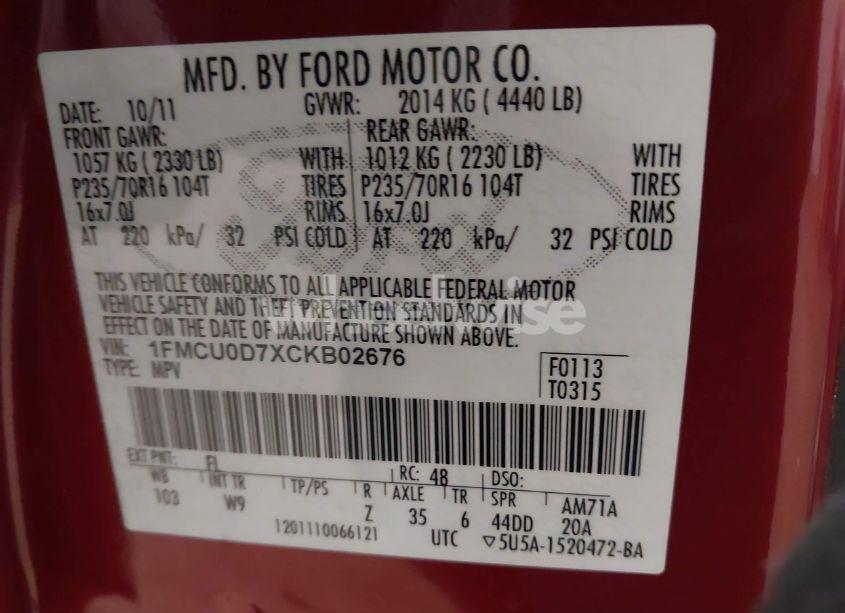 MFD. BY FORD MOTOR CO.
DATE: 10/11 GVWR: 2014 KG ( 4440 LB)
FRONT GAWR: REAR GAWR:
1057 KG ( 2330 LB) WITH 1012 KG ( 2230 LB) WITH
P235/70R16 104T TIRES P235/70R16 104T TIRES
16x7.0J RIMS 16x7.0J RIMS
AT 220 kPa/ 32 PSI COLD AT 220 kPa/ 32 PSI COLD
THIS VEHICLE CONFORMS TO ALL APPLICABLE FEDERAL MOTOR
VEHICLE SAFETY AND THEFT PREVENTION STANDARDS IN
EFFECT ON THE DATE OF MANUFACTURE SHOWN ABOVE.
VIN: 1FMCU0D7XCKB02676
TYPE: MPV
F0113
T0315
EXT PNT: FL RC: 48 DSO:
WB INT TR TP/PS R AXLE TR SPR AM71A
103 W9 Z 35 6 44DD 20A
1201110066121 UTC ▽5U5A-1520472-BA